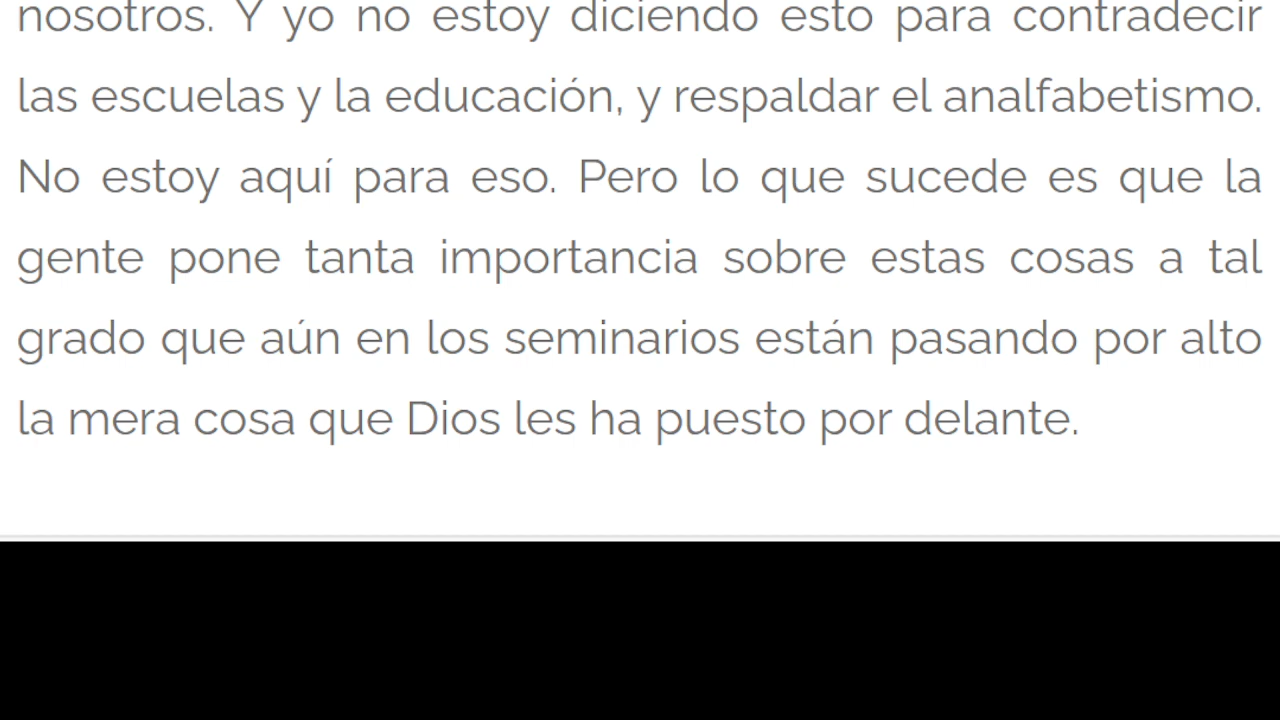 nosotros. Y yo no estoy diciendo esto para contradecir
las escuelas y la educación, y respaldar el analfabetismo.
No estoy aquí para eso. Pero lo que sucede es que la
gente pone tanta importancia sobre estas cosas a tal
grado que aún en los seminarios están pasando por alto
la mera cosa que Dios les ha puesto por delante.